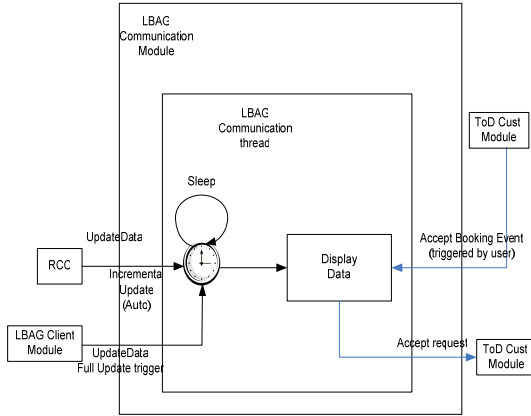 LBAG
Communication
Module
LBAG
Communication
thread
ToD Cust
Module
Sleep
UpdateData
Accept Booking Event
(triggered by user)
RCC
Incremental
Update
(Auto)
Display
Data
LBAG Client
Module
UpdateData
Full Update trigger
Accept request
ToD Cust
Module